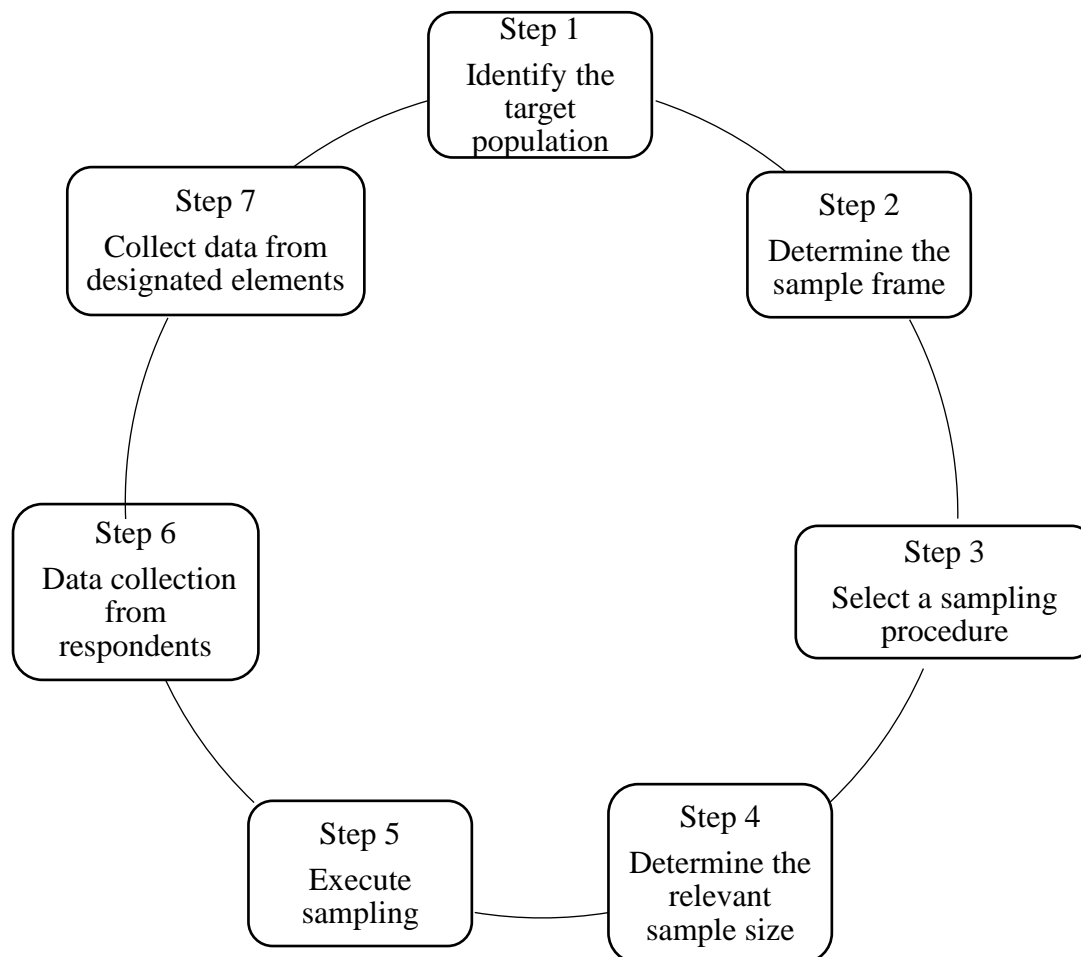 Step 1
Identify the
target
population
Step 2
Determine the
sample frame
Step 3
Select a sampling
procedure
Step 4
Determine the
relevant
sample size
Step 5
Execute
sampling
Step 6
Data collection
from
respondents
Step 7
Collect data from
designated elements